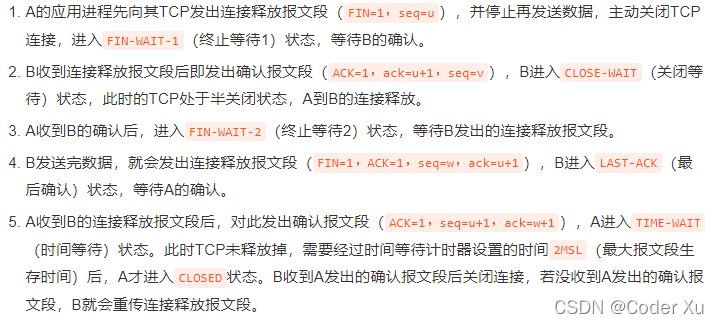 1. A的应用进程先向其TCP发出连接释放报文段（FIN=1，seq=u），并停止再发送数据，主动关闭TCP
连接，进入 FIN-WAIT-1（终止等待1）状态，等待B的确认。
2. B收到连接释放报文段后即发出确认报文段（ACK=1，ack=u+1，seq=v），B进入 CLOSE-WAIT（关闭等
待）状态，此时的TCP处于半关闭状态，A到B的连接释放。
3. A收到B的确认后，进入 FIN-WAIT-2（终止等待2）状态，等待B发出的连接释放报文段。
4. B发送完数据，就会发出连接释放报文段（FIN=1，ACK=1，seq=w，ack=u+1），B进入 LAST-ACK（最
后确认）状态，等待A的确认。
5. A收到B的连接释放报文段后，对此发出确认报文段（ACK=1，seq=u+1，ack=w+1），A进入 TIME-WAIT
（时间等待）状态。此时TCP未释放掉，需要经过时间等待计时器设置的时间 2MSL（最大报文段生
存时间）后，A才进入 CLOSED 状态。B收到A发出的确认报文段后关闭连接，若没收到A发出的确认报
文段，B就会重传连接释放报文段。
CSDN @Coder Xu